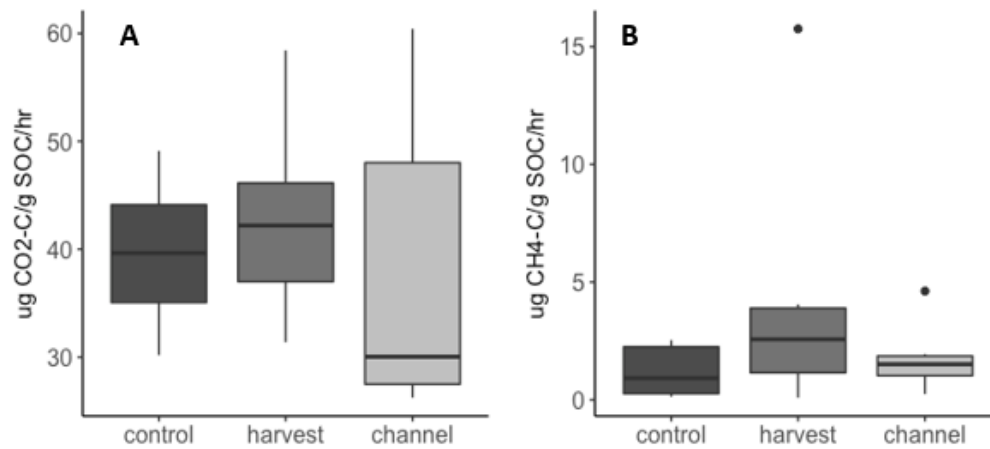 A
ug CO2-C/g SOC/hr
60
50
40
30
control harvest channel
B
ug CH4-C/g SOC/hr
15
10
5
0
control harvest channel